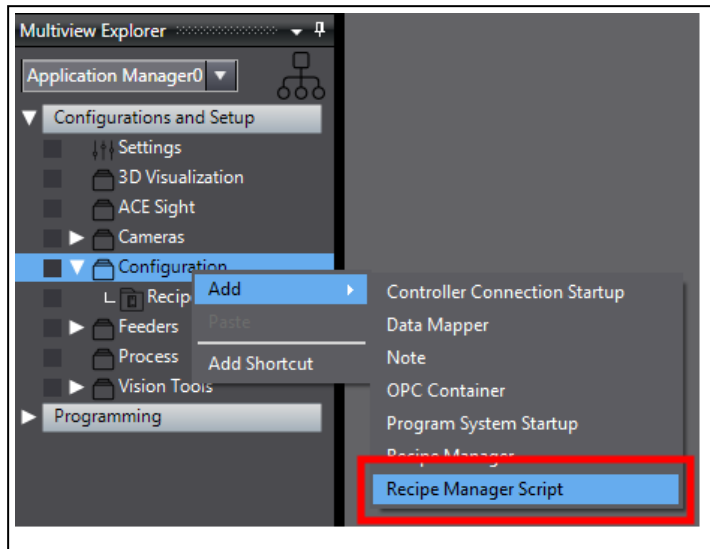 Multiview Explorer
Application Manager0
Configurations and Setup
Settings
3D Visualization
ACE Sight
Cameras
Configuration
Recip
Feeders
Process
Vision Tools
Programming
Add
Paste
Add Shortcut
Controller Connection Startup
Data Mapper
Note
OPC Container
Program System Startup
Recipe Manager
Recipe Manager Script